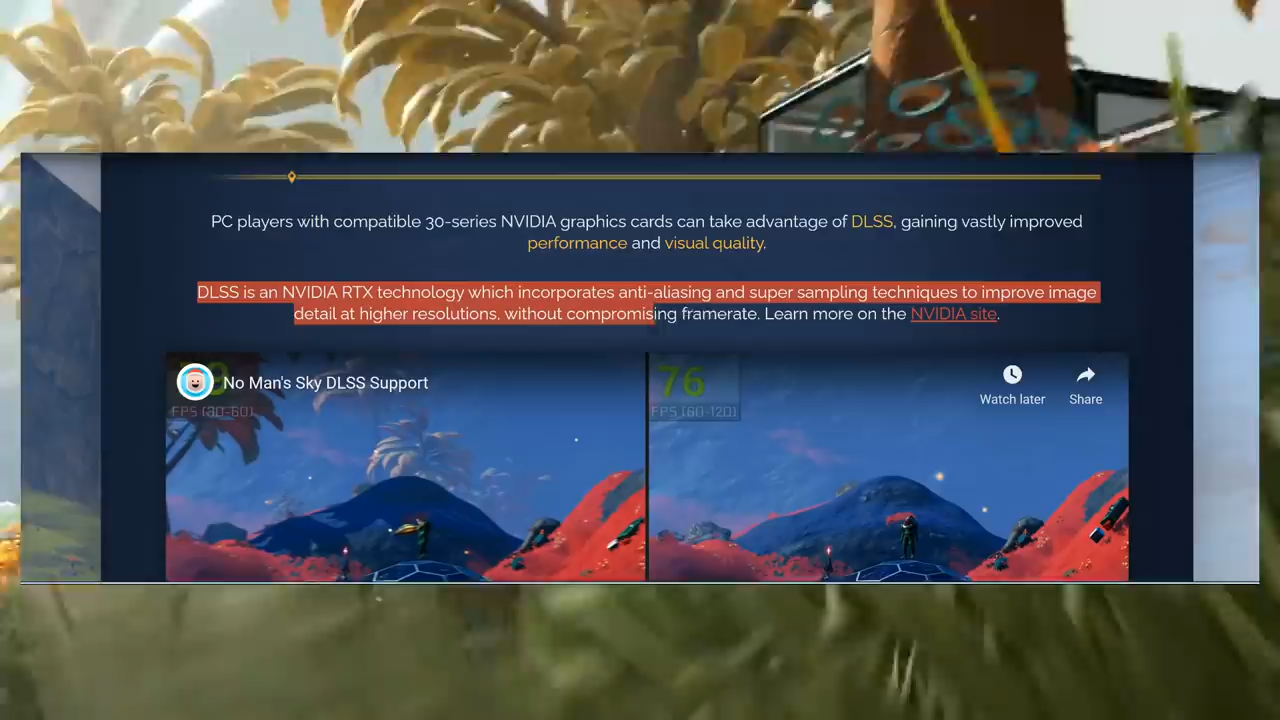 PC players with compatible 30-series NVIDIA graphics cards can take advantage of DLSS, gaining vastly improved
performance and visual quality.
DLSS is an NVIDIA RTX technology which incorporates anti-aliasing and super sampling techniques to improve image
detail at higher resolutions, without compromising framerate. Learn more on the NVIDIA site.
No Man's Sky DLSS Support
Watch later
Share
76
FPS (30-60)
FPS (60-120)